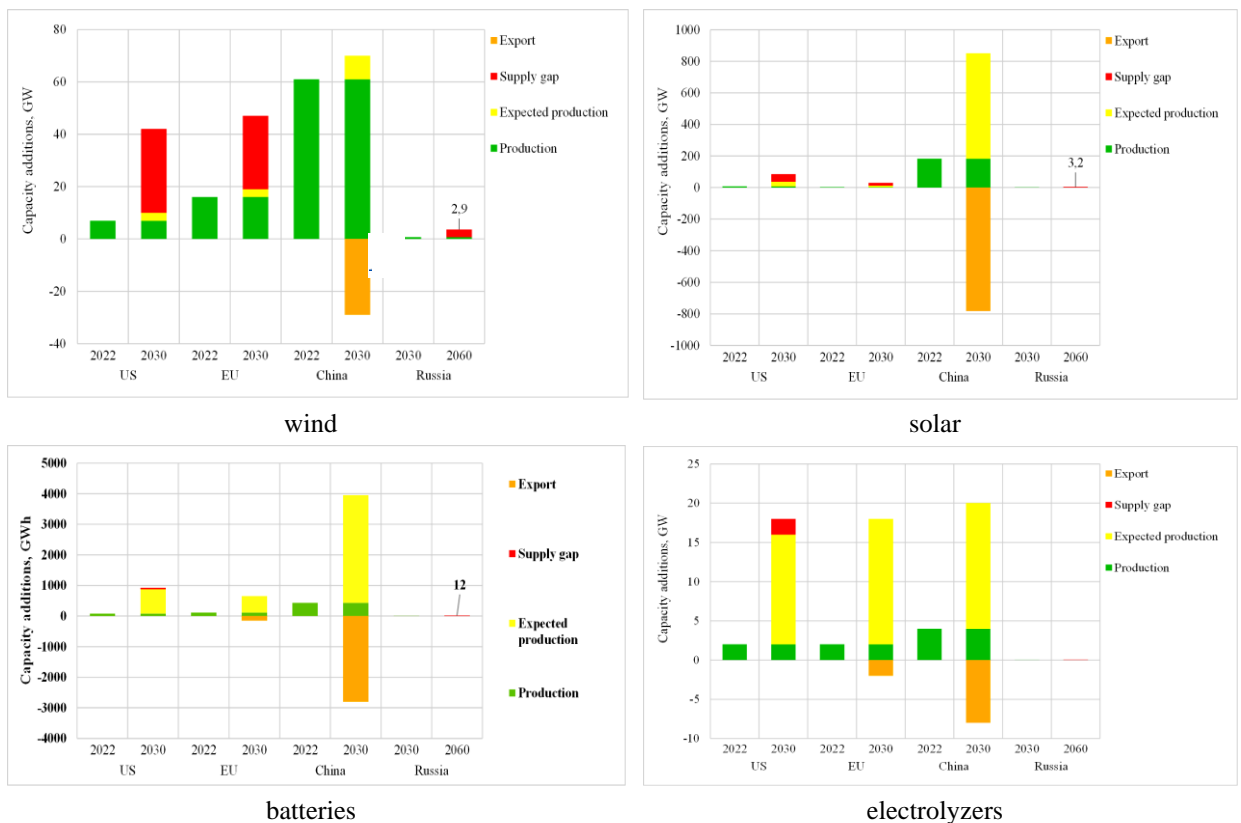 80
60
40
20
0
-20
-40
Capacity additions, GW
2,9
-
2022 2030 2022 2030 2022 2030 2030 2060
US EU China Russia
Export
Supply gap
Expected production
Production
wind
1000
800
600
400
200
0
-200
-400
-600
-800
-1000
Capacity additions, GW
3,2
2022 2030 2022 2030 2022 2030 2030 2060
US EU China Russia
Export
Supply gap
Expected production
Production
solar
5000
4000
3000
2000
1000
0
-1000
-2000
-3000
-4000
Capacity additions, GWh
12
2022 2030 2022 2030 2022 2030 2030 2060
US EU China Russia
Export
Supply gap
Expected
production
Production
batteries
25
20
15
10
5
0
-5
-10
Capacity additions, GW
2022 2030 2022 2030 2022 2030 2030 2060
US EU China Russia
Export
Supply gap
Expected production
Production
electrolyzers